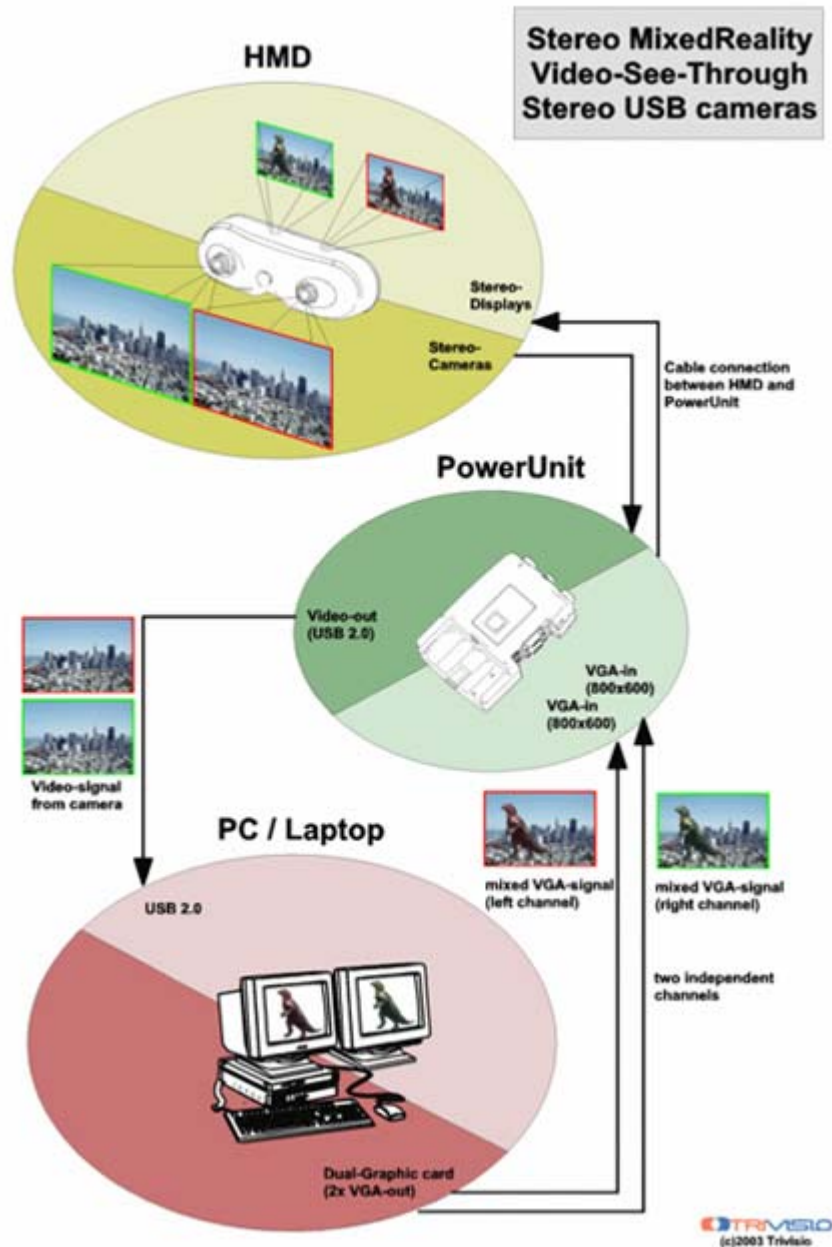 Stereo MixedReality
Video-See-Through
Stereo USB cameras
HMD
Stereo-
Displays
Stereo-
Cameras
Cable connection
between HMD and
PowerUnit
PowerUnit
Video-out
(USB 2.0)
VGA-in
(800x600)
VGA-in
(800x600)
Video-signal
from camera
PC / Laptop
mixed VGA-signal
(left channel)
mixed VGA-signal
(right channel)
USB 2.0
two independent
channels
Dual-Graphic card
(2x VGA-out)
TRIVISIO
(c)2003 Trivisio